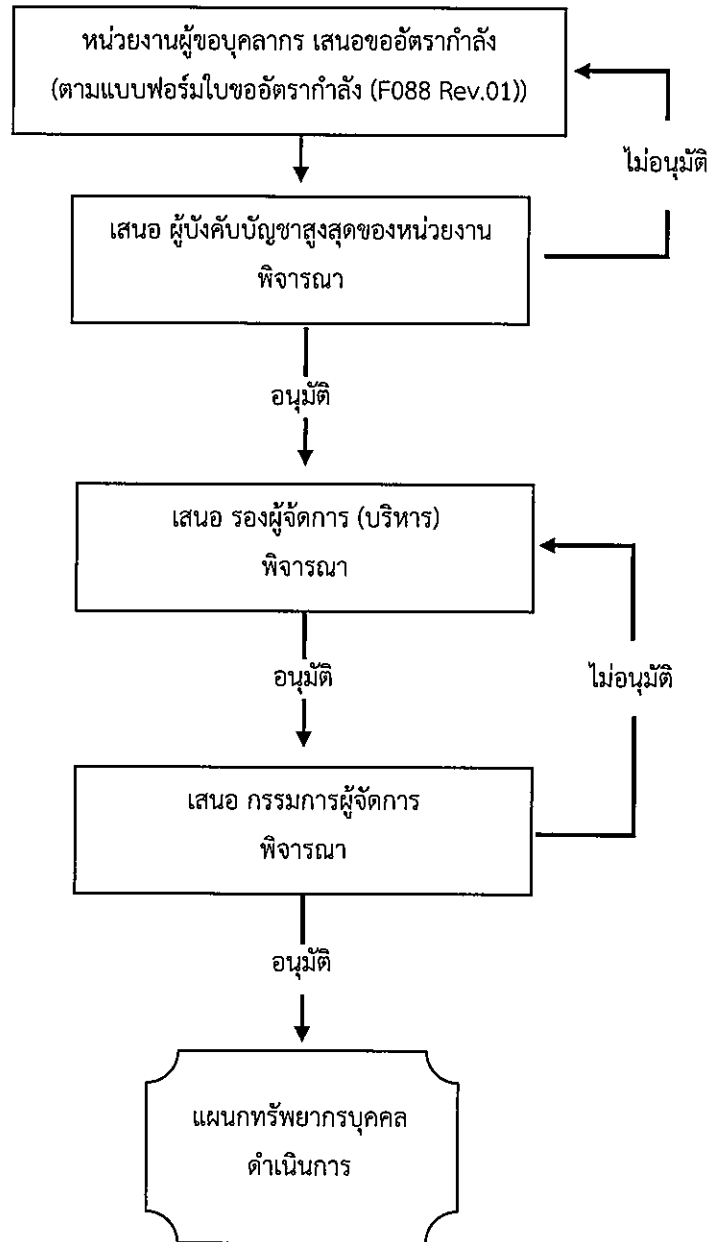 หน่วยงานผู้ขอบุคลากร เสนอขออัตรากำลัง
(ตามแบบฟอร์มใบขออัตรากำลัง (F088 Rev.01))
ไม่อนุมัติ
เสนอ ผู้บังคับบัญชาสูงสุดของหน่วยงาน
พิจารณา
อนุมัติ
เสนอ รองผู้จัดการ (บริหาร)
พิจารณา
อนุมัติ
ไม่อนุมัติ
เสนอ กรรมการผู้จัดการ
พิจารณา
อนุมัติ
แผนกทรัพยากรบุคคล
ดำเนินการ